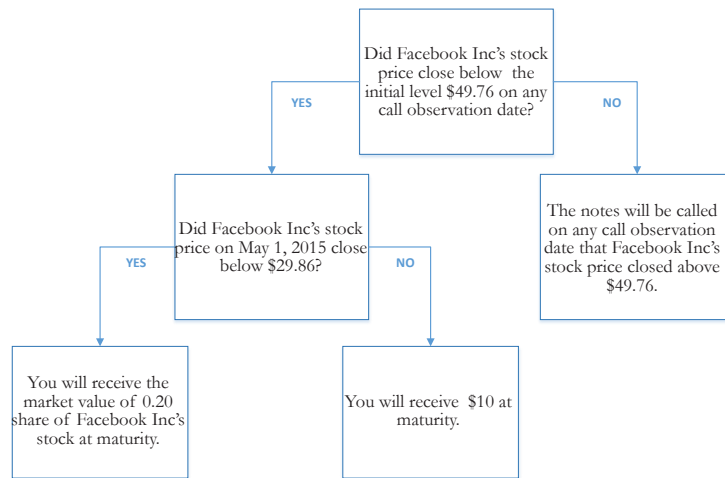 Did Facebook Inc's stock
price close below the
initial level $49.76 on any
call observation date?
YES
NO
Did Facebook Inc's stock
price on May 1, 2015 close
below $29.86?
The notes will be called
on any call observation
date that Facebook Inc's
stock price closed above
$49.76.
YES
NO
You will receive the
market value of 0.20
share of Facebook Inc's
stock at maturity.
You will receive $10 at
maturity.